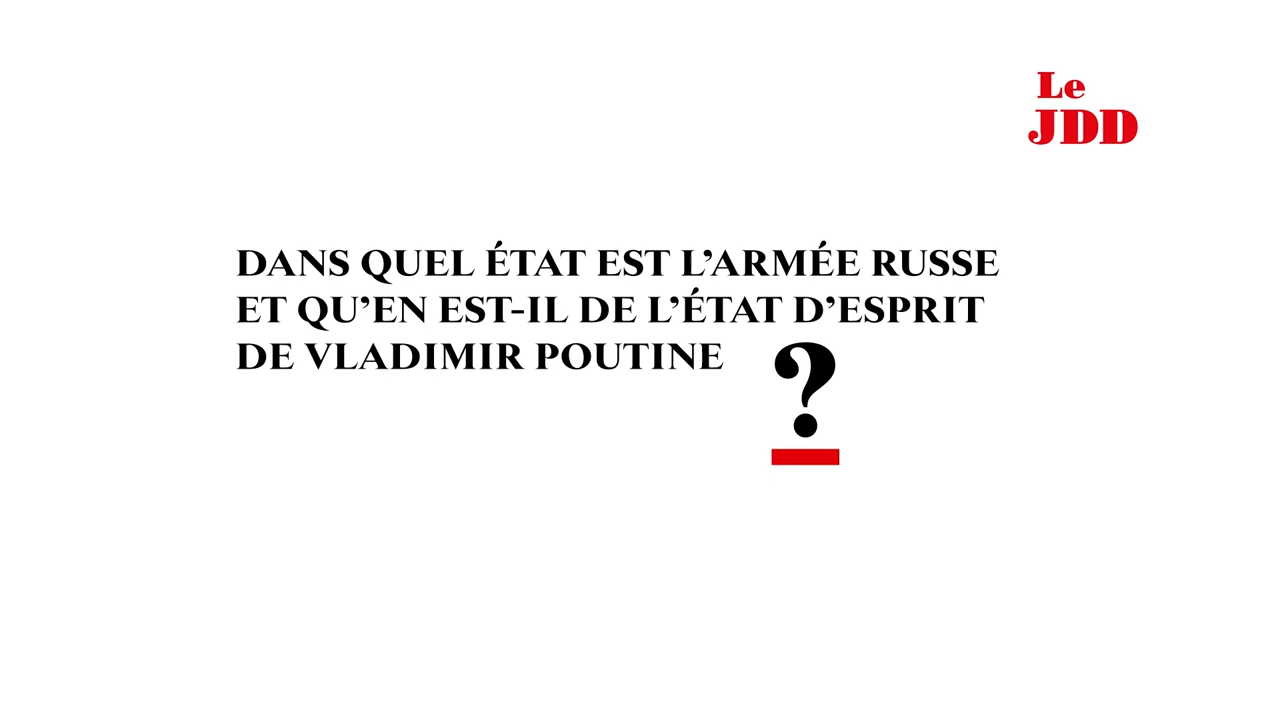 Le
JDD
DANS QUEL ÉTAT EST L’ARMÉE RUSSE
ET QU’EN EST-IL DE L’ÉTAT D’ESPRIT
DE VLADIMIR POUTINE
?